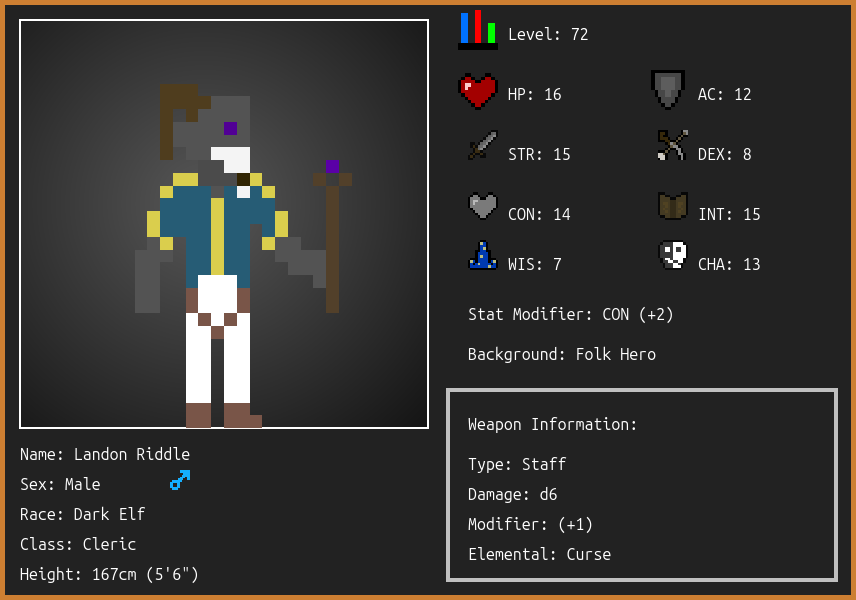 Level: 72
HP: 16
AC: 12
STR: 15
DEX: 8
CON: 14
INT: 15
WIS: 7
CHA: 13
Stat Modifier: CON (+2)
Background: Folk Hero
Weapon Information:
Type: Staff
Damage: d6
Modifier: (+1)
Elemental: Curse
Name: Landon Riddle
Sex: Male
Race: Dark Elf
Class: Cleric
Height: 167cm (5'6")